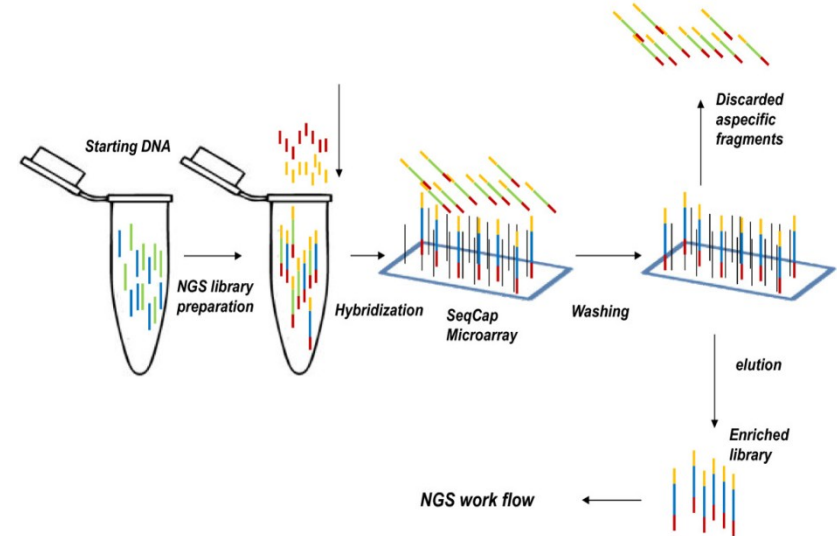 Starting DNA
NGS library
preparation
Hybridization
SeqCap
Microarray
Washing
Discarded
aspecific
fragments
elution
Enriched
library
NGS work flow